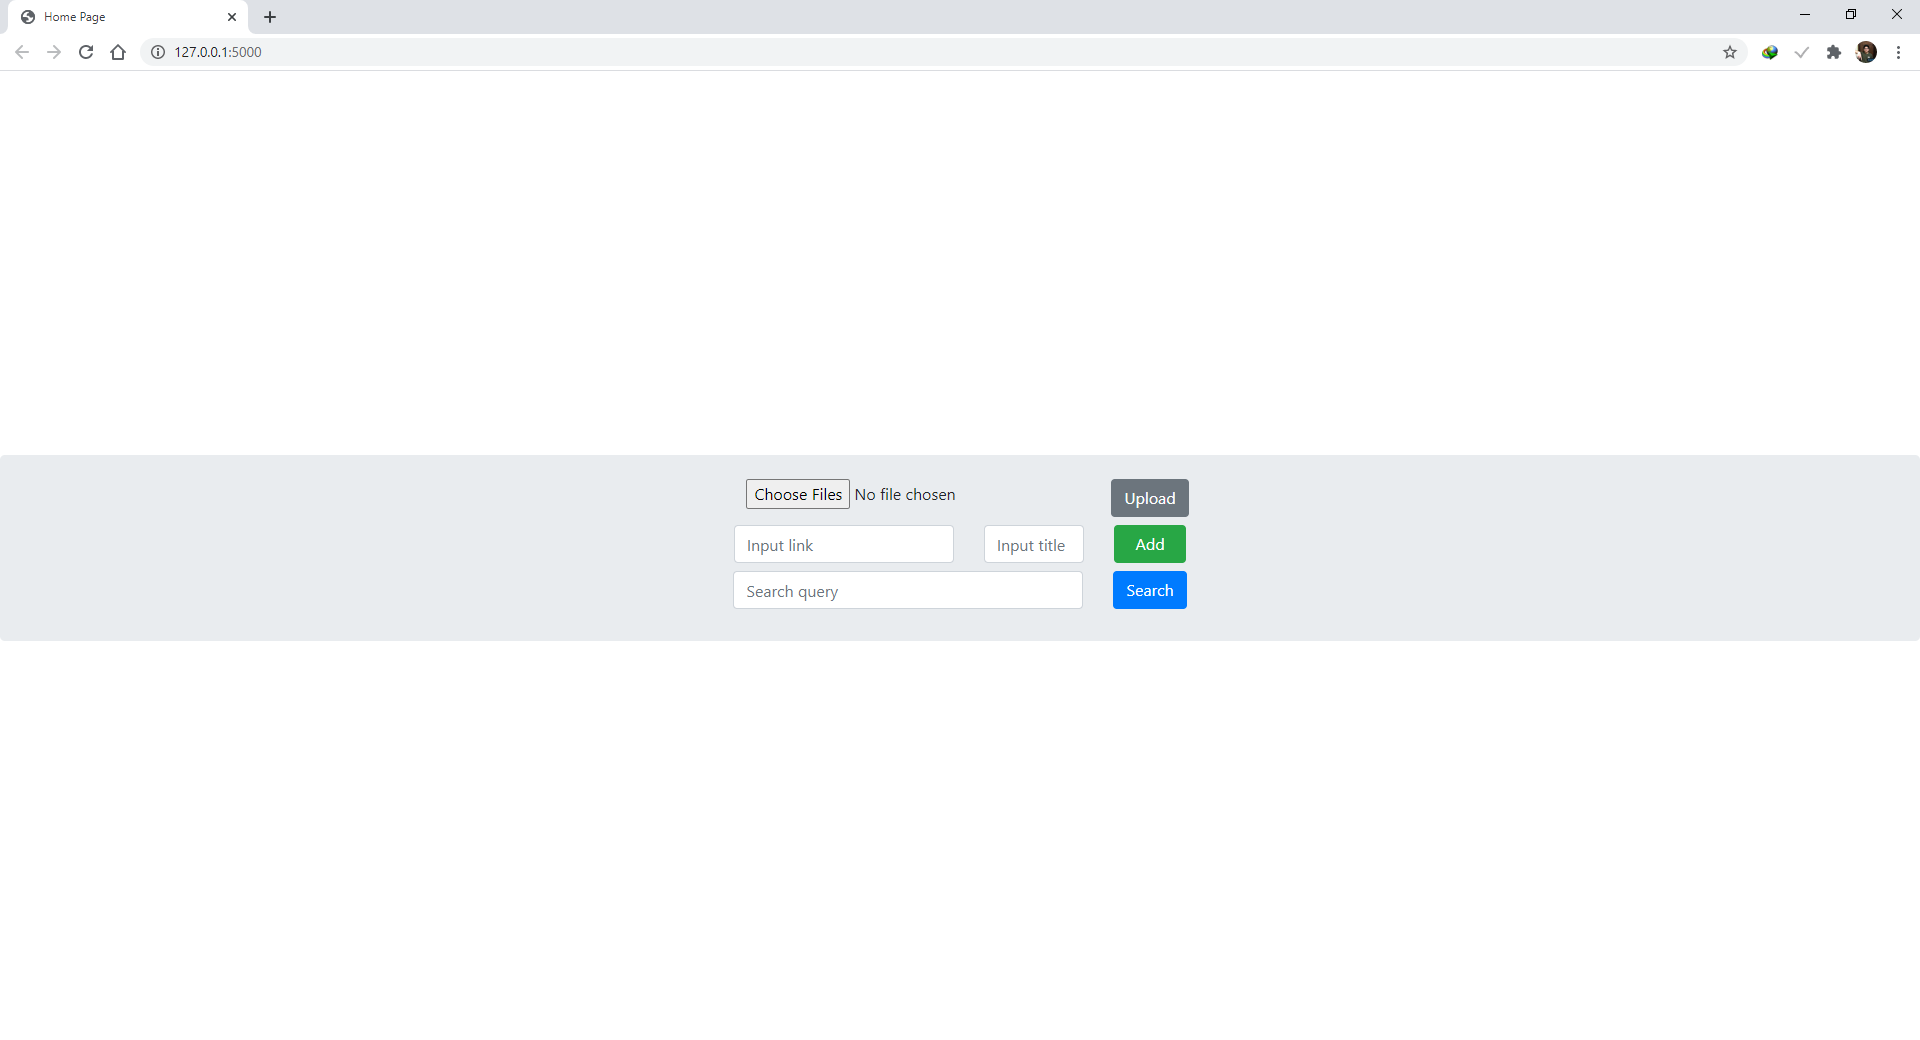 Home Page
127.0.0.1:5000
Choose Files No file chosen Upload
Input link Input title Add
Search query Search